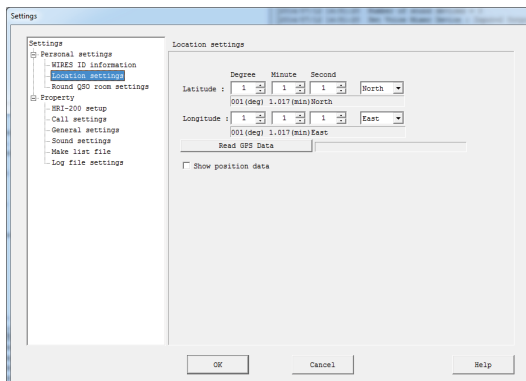 Settings
Settings
Personal settings
WIRES ID information
Location settings
Round QSO room settings
Property
HRI-200 setup
Call settings
General settings
Sound settings
Make list file
Log file settings
Location settings
Degree Minute Second
Latitude : 1 1 1 North
001(deg) 1.017(min)North
Longitude : 1 1 1 East
001(deg) 1.017(min)East
Read GPS Data
Show position data
OK Cancel Help